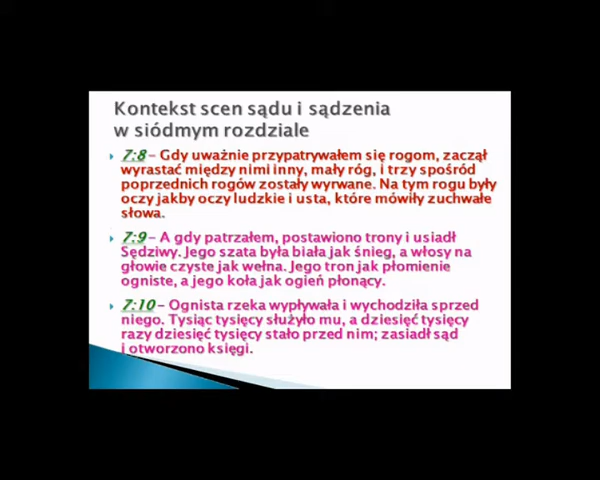 Kontekst scen sądu i sądzenia
w siódmym rozdziale
7:8- Gdy uważnie przypatrywałem się rogom, zaczął
wyrastać między nimi inny, mały róg, i trzy spośród
poprzednich rogów zostały wyrwane. Na tym rogu były
oczy jakby oczy ludzkie i usta, które mówiły zuchwałe
słowa.
7:9- A gdy patrzałem, postawiono trony i usiadł
Sędziwy. Jego szata była biała jak śnieg, a włosy na
głowie czyste jak wełna. Jego tron jak płomienie
ogniste, a jego koła jak ogień płonący.
7:10- Ognista rzeka wypływała i wychodziła sprzed
niego. Tysiąc tysięcy służyło mu, a dziesięć tysięcy
razy dziesięć tysięcy stało przed nim; zasiadł sąd
i otworzono księgi.